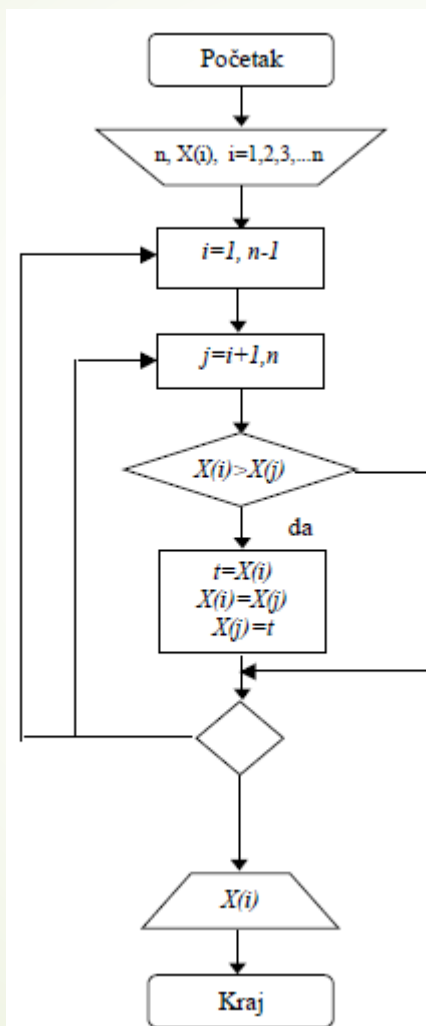 Početak
n, X(i), i=1,2,3,...n
i=1, n-1
j=i+1,n
X(i)>X(j)
da
t=X(i)
X(i)=X(j)
X(j)=t
X(i)
Kraj